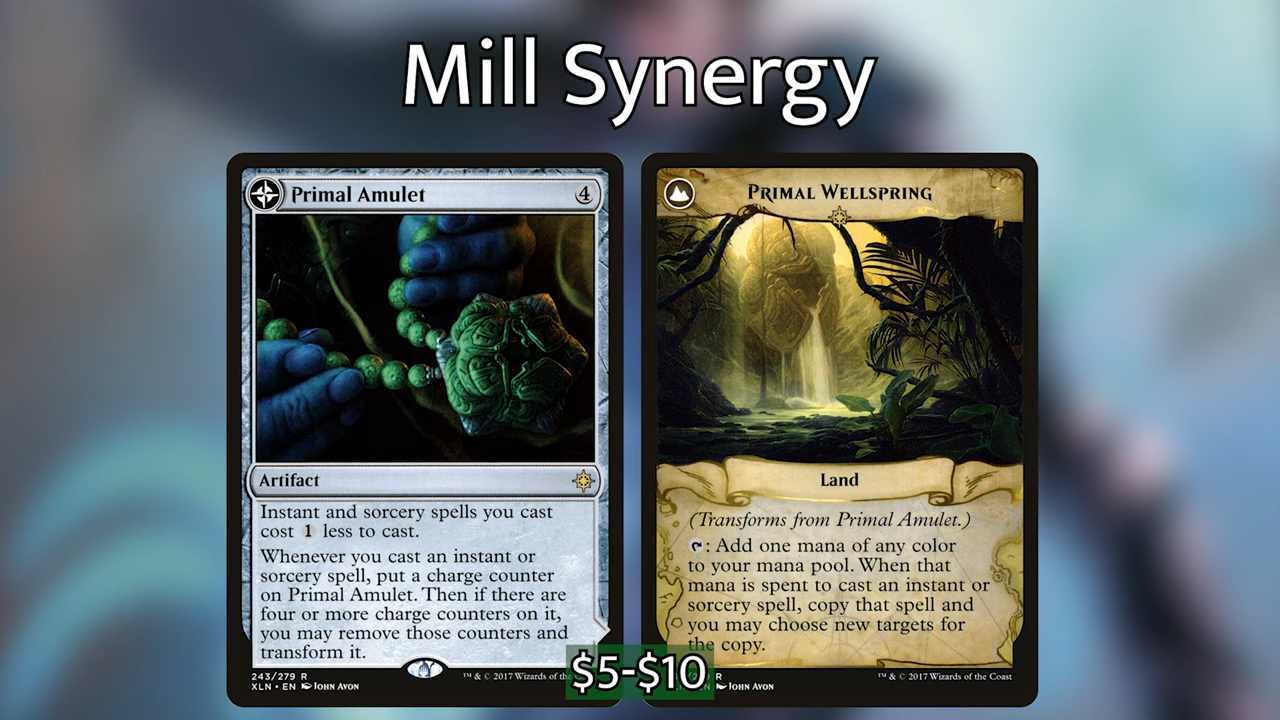 Mill Synergy
Primal Amulet
4
Artifact
Instant and sorcery spells you cast
cost 1 less to cast.
Whenever you cast an instant or
sorcery spell, put a charge counter
on Primal Amulet. Then if there are
four or more charge counters on it,
you may remove those counters and
transform it.
243/279 R
XLN • EN JOHN AVON
™ & © 2017 Wizards of the
Primal Wellspring
Land
(Transforms from Primal Amulet.)
: Add one mana of any color
to your mana pool. When that
mana is spent to cast an instant or
sorcery spell, copy that spell and
you may choose new targets for
the copy.
R
JOHN AVON
™ & © 2017 Wizards of the Coast
$5-$10